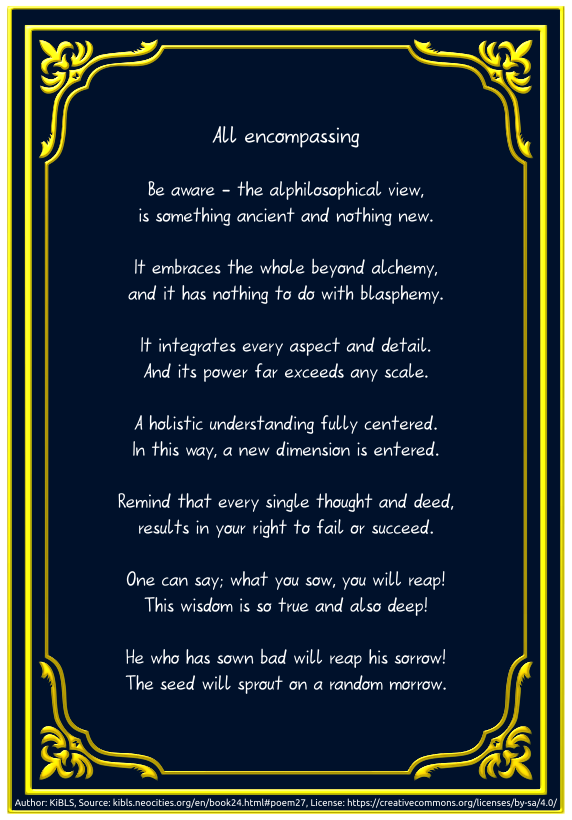 All encompassing
Be aware – the alphilosophical view,
is something ancient and nothing new.
It embraces the whole beyond alchemy,
and it has nothing to do with blasphemy.
It integrates every aspect and detail.
And its power far exceeds any scale.
A holistic understanding fully centered.
In this way, a new dimension is entered.
Remind that every single thought and deed,
results in your right to fail or succeed.
One can say; what you sow, you will reap!
This wisdom is so true and also deep!
He who has sown bad will reap his sorrow!
The seed will sprout on a random morrow.
Author: KiBLS, Source: kibls.neocities.org/en/book24.html#poem27, License: https://creativecommons.org/licenses/by-sa/4.0/